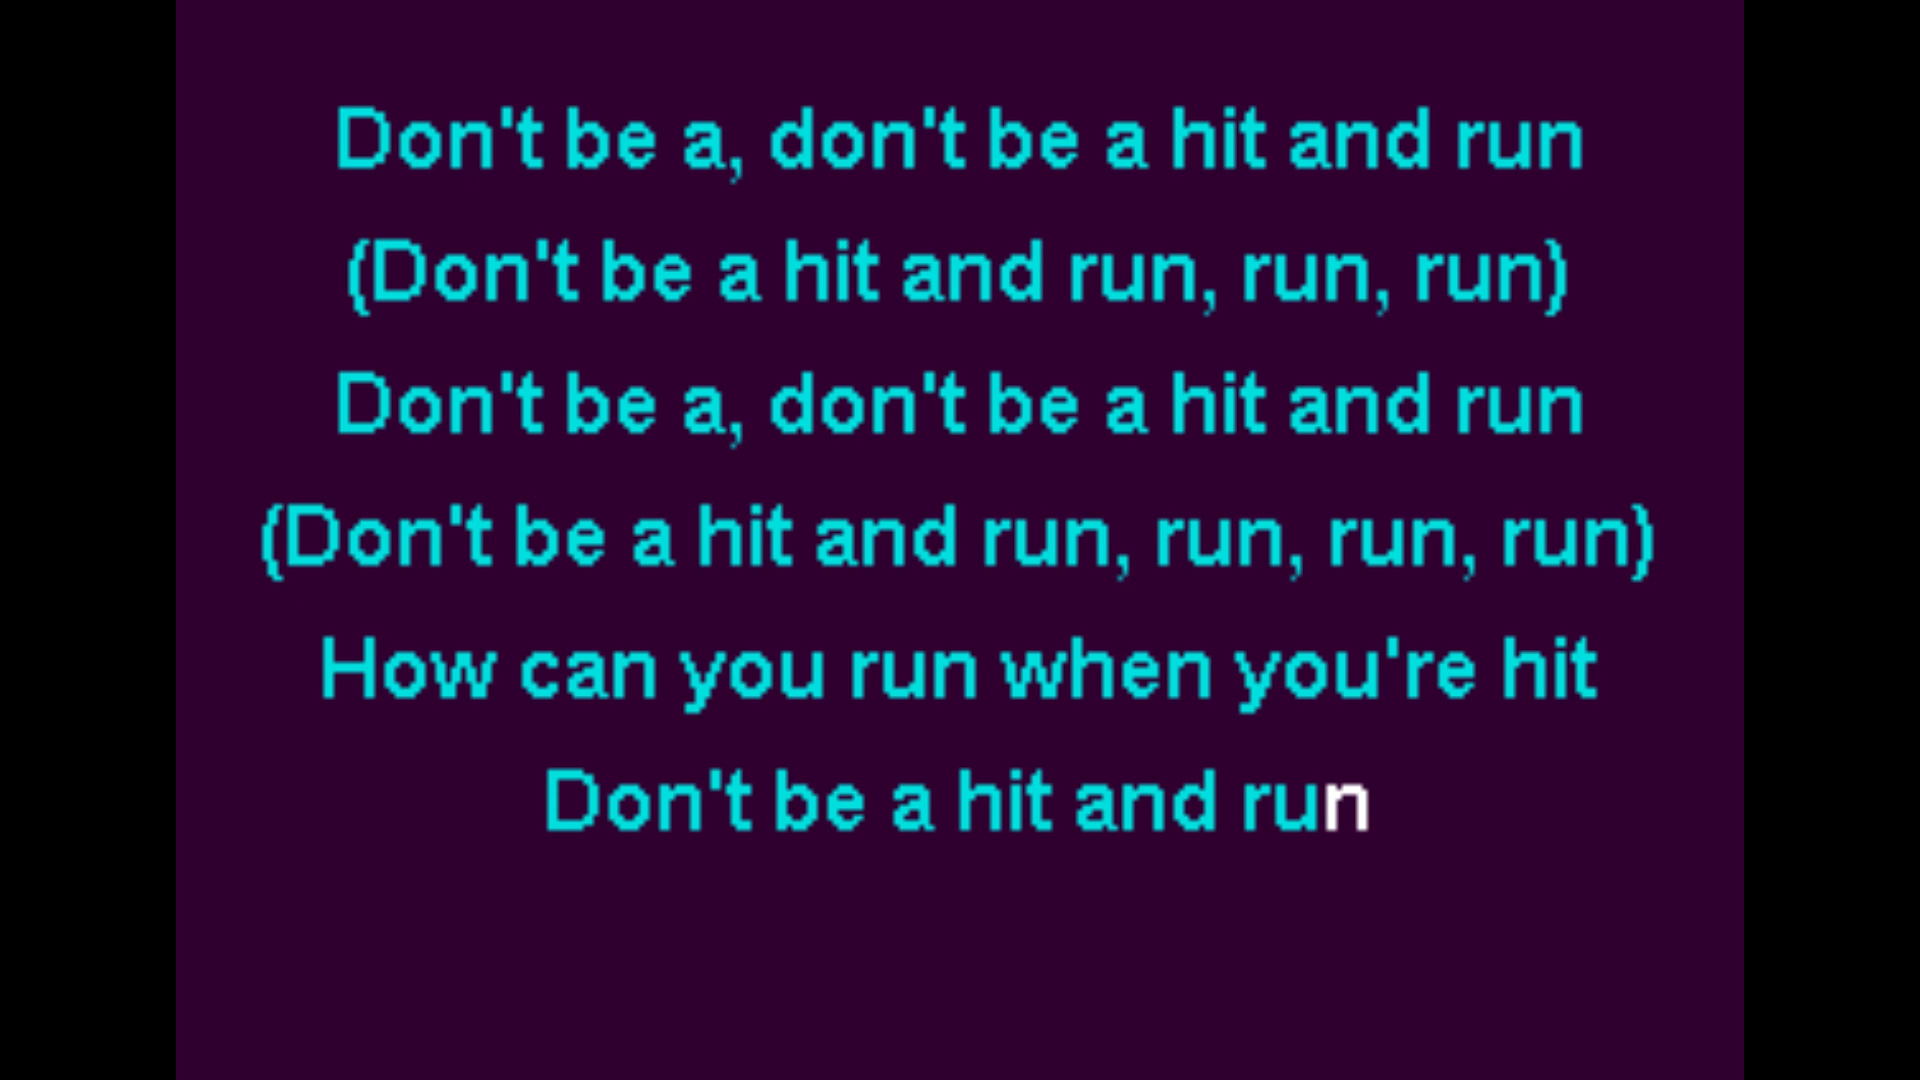 Don't be a, don't be a hit and run
(Don't be a hit and run, run, run)
Don't be a, don't be a hit and run
(Don't be a hit and run, run, run, run)
How can you run when you're hit
Don't be a hit and run